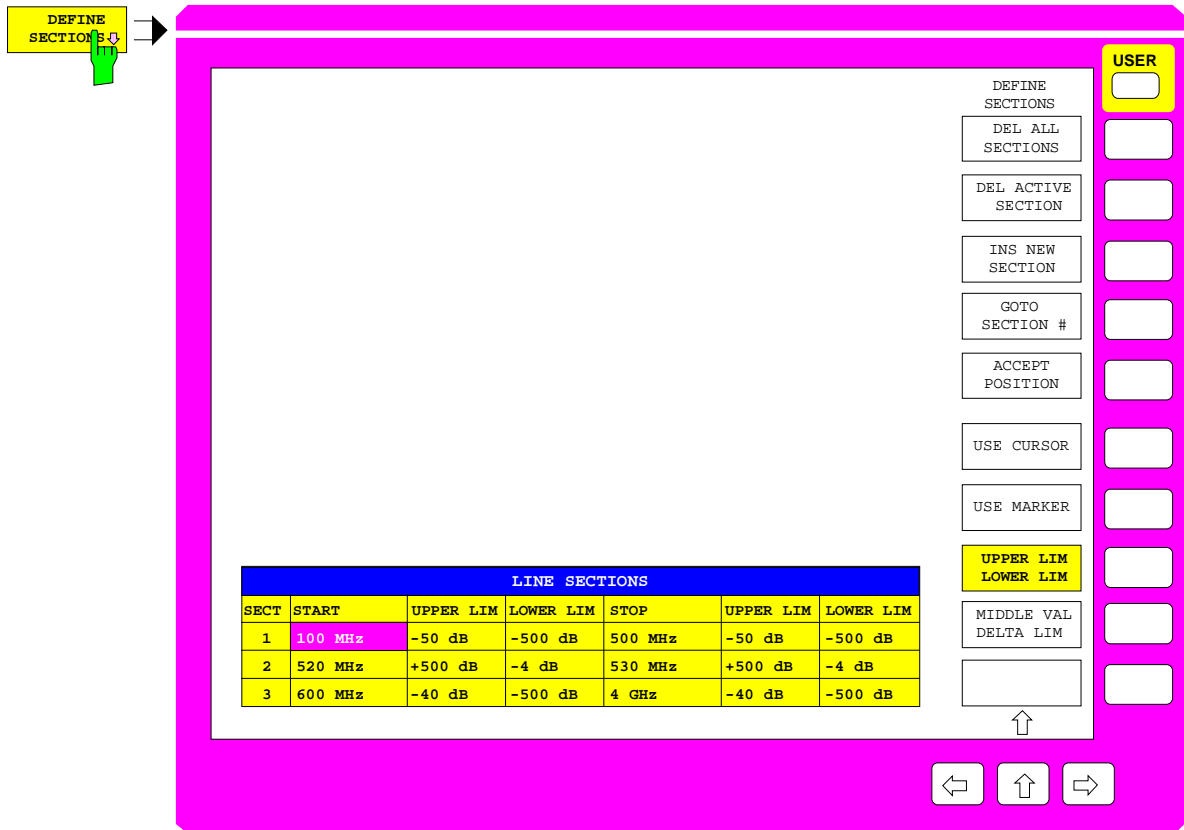 DEFINE
SECTIONS
USER
DEFINE
SECTIONS
DEL ALL
SECTIONS
DEL ACTIVE
SECTION
INS NEW
SECTION
GOTO
SECTION #
ACCEPT
POSITION
USE CURSOR
USE MARKER
UPPER LIM
LOWER LIM
MIDDLE VAL
DELTA LIM
LINE SECTIONS
SECT START UPPER LIM LOWER LIM STOP UPPER LIM LOWER LIM
1 100 MHz -50 dB -500 dB 500 MHz -50 dB -500 dB
2 520 MHz +500 dB -4 dB 530 MHz +500 dB -4 dB
3 600 MHz -40 dB -500 dB 4 GHz -40 dB -500 dB